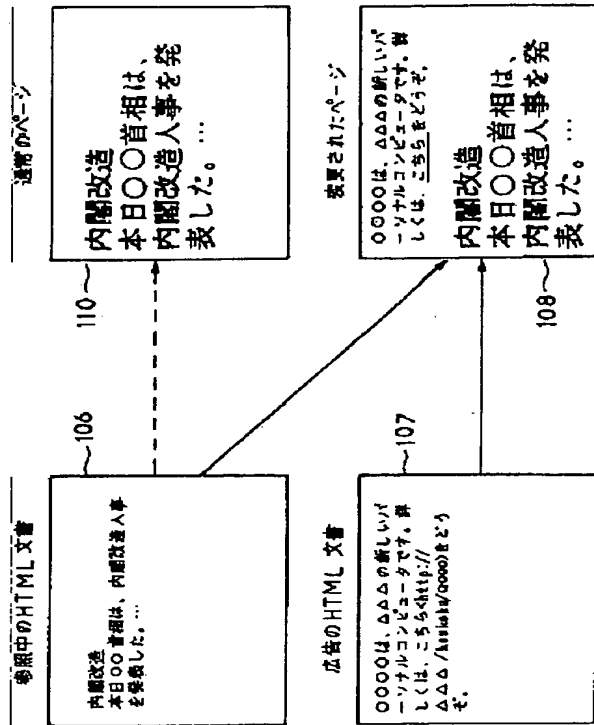 参照中のHTML文書
106
内閣改造
本日〇〇首相は、内閣改造人事
を発表した。…
通常のページ
110
内閣改造
本日〇〇首相は、
内閣改造人事を発
表した。…
広告のHTML文書
107
〇〇〇〇は、△△△の新しいパ
ーソナルコンピュータです。詳
しくは、こちら<http://
△△△/koukoku/〇〇〇〇>をどう
ぞ。
変更されたページ
〇〇〇〇は、△△△の新しいパ
ーソナルコンピュータです。詳
しくは、こちらをどうぞ。
内閣改造
本日〇〇首相は、
内閣改造人事を発
表した。…
108